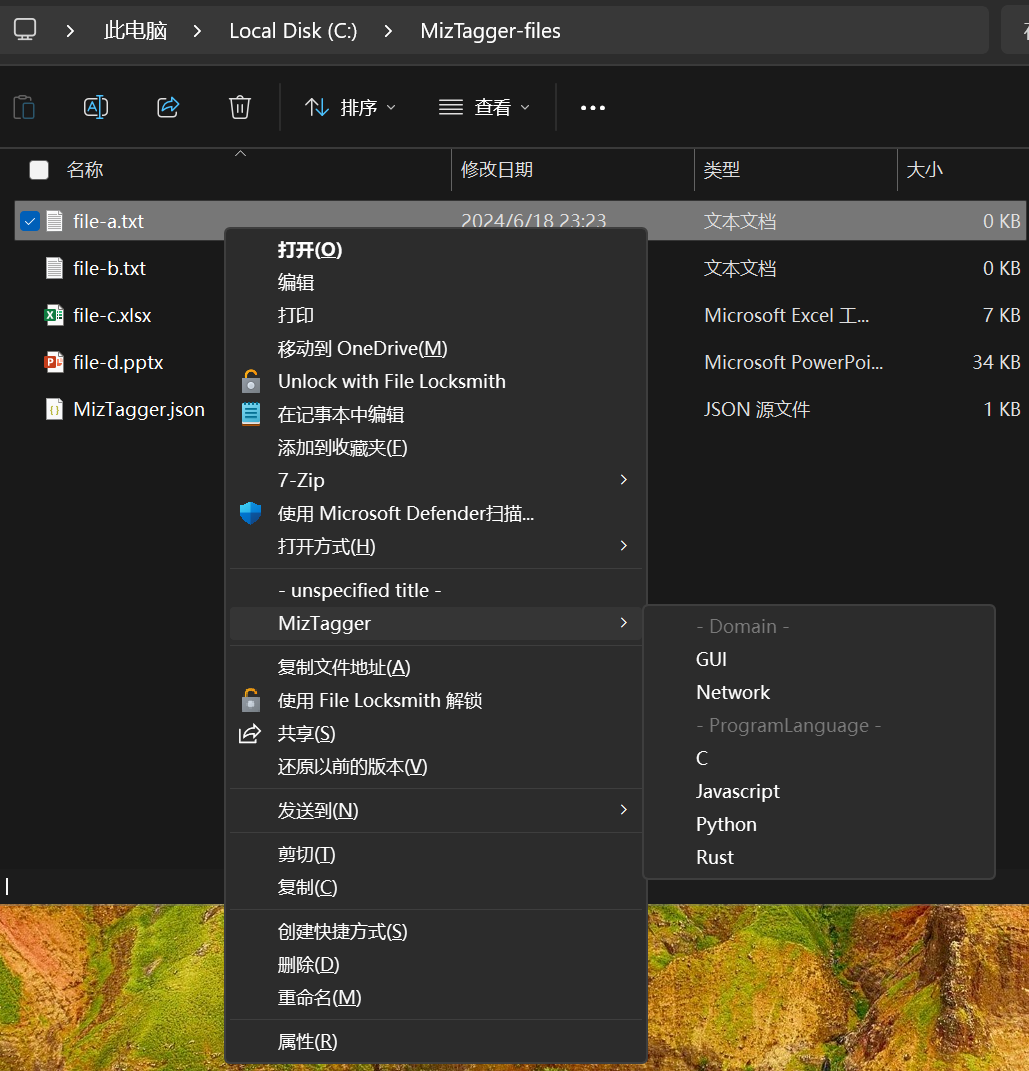 此电脑 > Local Disk (C:) > MizTagger-files
排序 查看
名称 修改日期 类型 大小
file-a.txt 2024/6/18 23:23 文本文档 0 KB
file-b.txt 文本文档 0 KB
file-c.xlsx Microsoft Excel 工... 7 KB
file-d.pptx Microsoft PowerPoi... 34 KB
MizTagger.json JSON 源文件 1 KB
打开(O)
编辑
打印
移动到 OneDrive(M)
Unlock with File Locksmith
在记事本中编辑
添加到收藏夹(F)
7-Zip
使用 Microsoft Defender扫描...
打开方式(H)
- unspecified title -
MizTagger
复制文件地址(A)
使用 File Locksmith 解锁
共享(S)
还原以前的版本(V)
发送到(N)
剪切(T)
复制(C)
创建快捷方式(S)
删除(D)
重命名(M)
属性(R)
- Domain -
GUI
Network
- ProgramLanguage -
C
Javascript
Python
Rust